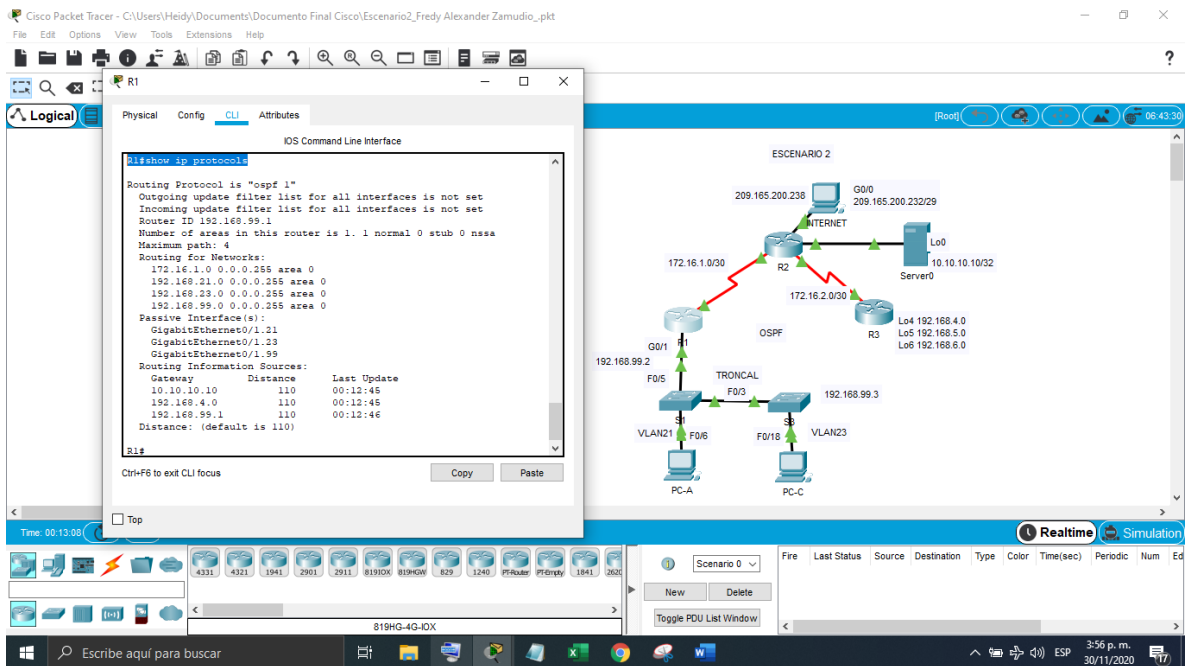 Cisco Packet Tracer - C:\Users\Heidy\Documents\Documento Final Cisco\Escenario2_Fredy Alexander Zamudio_.pkt
File Edit Options View Tools Extensions Help
?
R1
Logical
[Root]
06:43:30
Physical Config CLI Attributes
IOS Command Line Interface
R1#show ip protocols
Routing Protocol is "ospf 1"
Outgoing update filter list for all interfaces is not set
Incoming update filter list for all interfaces is not set
Router ID 192.168.99.1
Number of areas in this router is 1. 1 normal 0 stub 0 nssa
Maximum path: 4
Routing for Networks:
172.16.1.0 0.0.0.255 area 0
192.168.21.0 0.0.0.255 area 0
192.168.23.0 0.0.0.255 area 0
192.168.99.0 0.0.0.255 area 0
Passive Interface(s):
GigabitEthernet0/1.21
GigabitEthernet0/1.23
GigabitEthernet0/1.99
Routing Information Sources:
Gateway Distance Last Update
10.10.10.10 110 00:12:45
192.168.4.0 110 00:12:45
192.168.99.1 110 00:12:46
Distance: (default is 110)
R1#
Ctrl+F6 to exit CLI focus
Copy
Paste
Top
ESCENARIO 2
209.165.200.238
G0/0
209.165.200.232/29
INTERNET
Lo0
10.10.10.10/32
Server0
R2
172.16.1.0/30
172.16.2.0/30
R1
OSPF
R3
Lo4 192.168.4.0
Lo5 192.168.5.0
Lo6 192.168.6.0
G0/1
192.168.99.2
F0/5
TRONCAL
F0/3
192.168.99.3
S1
S3
VLAN21
F0/6
F0/18
VLAN23
PC-A
PC-C
Time: 00:13:08
Realtime
Simulation
4331 4321 1941 2901 2911 819IOX 819HGW 829 1240 PT-Router PT-Empty 1841 262
819HG-4G-IOX
Scenario 0
New
Delete
Toggle PDU List Window
Fire Last Status Source Destination Type Color Time(sec) Periodic Num Ed
Escribe aquí para buscar
ESP
3:56 p. m.
30/11/2020
17